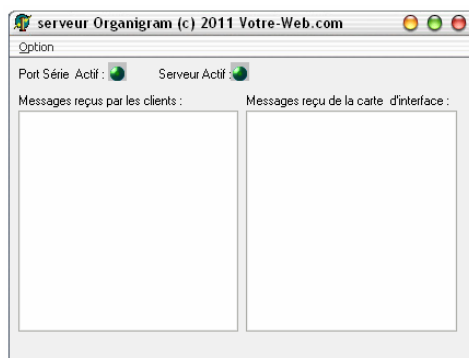 serveur Organigram (c) 2011 Votre-Web.com
Option
Port Série Actif : Serveur Actif :
Messages reçus par les clients : Messages reçu de la carte d'interface :